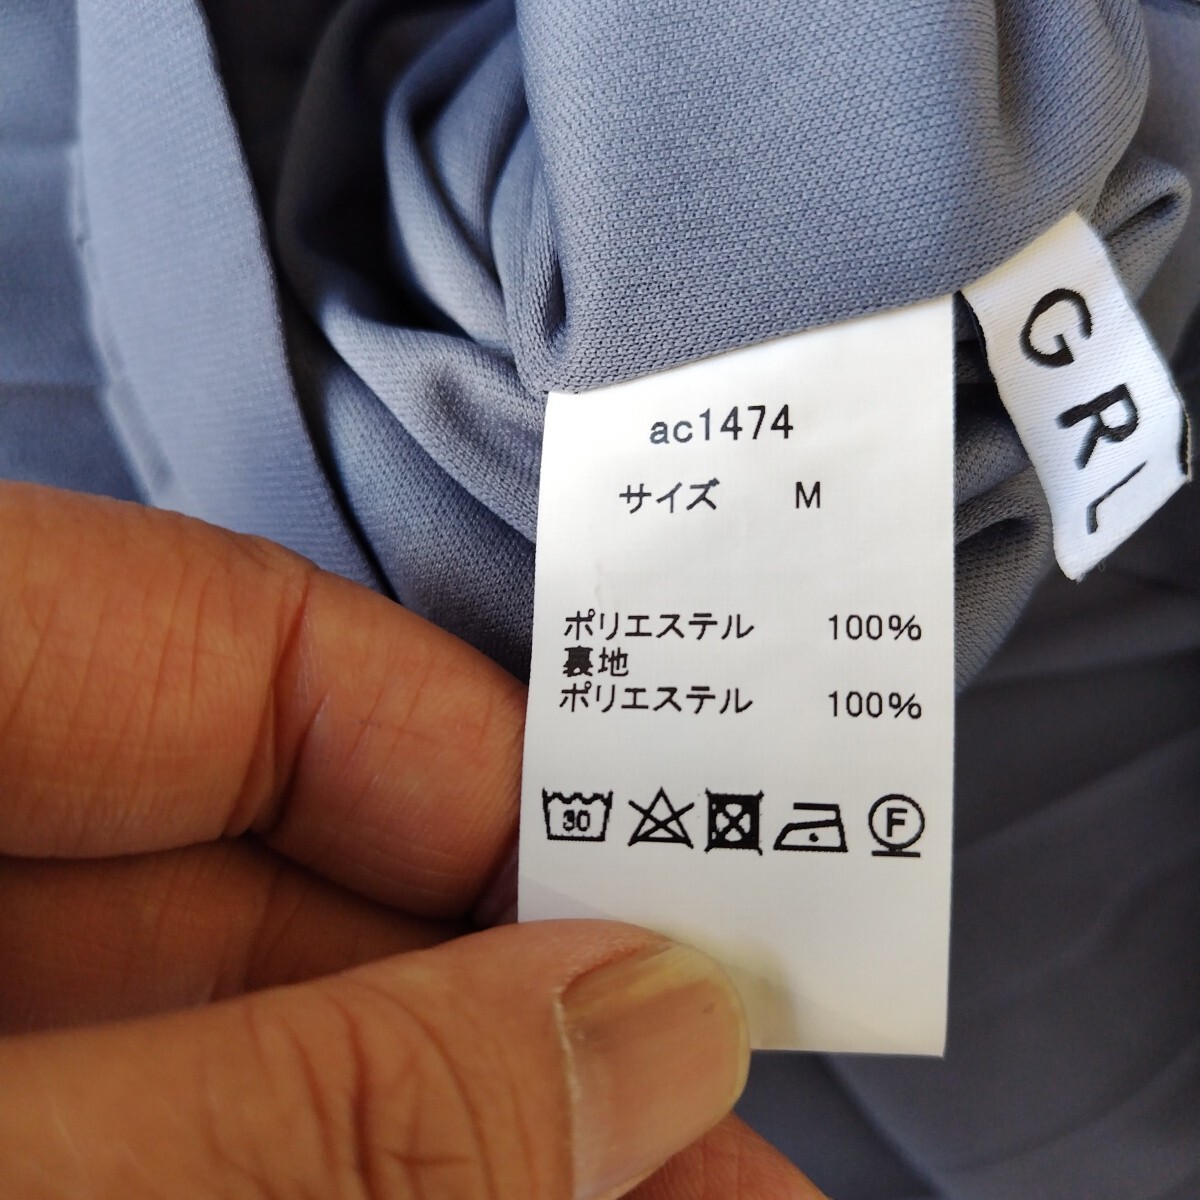 ac1474
サイズ M
ポリエステル 100%
裏地
ポリエステル 100%
30
F
GRL